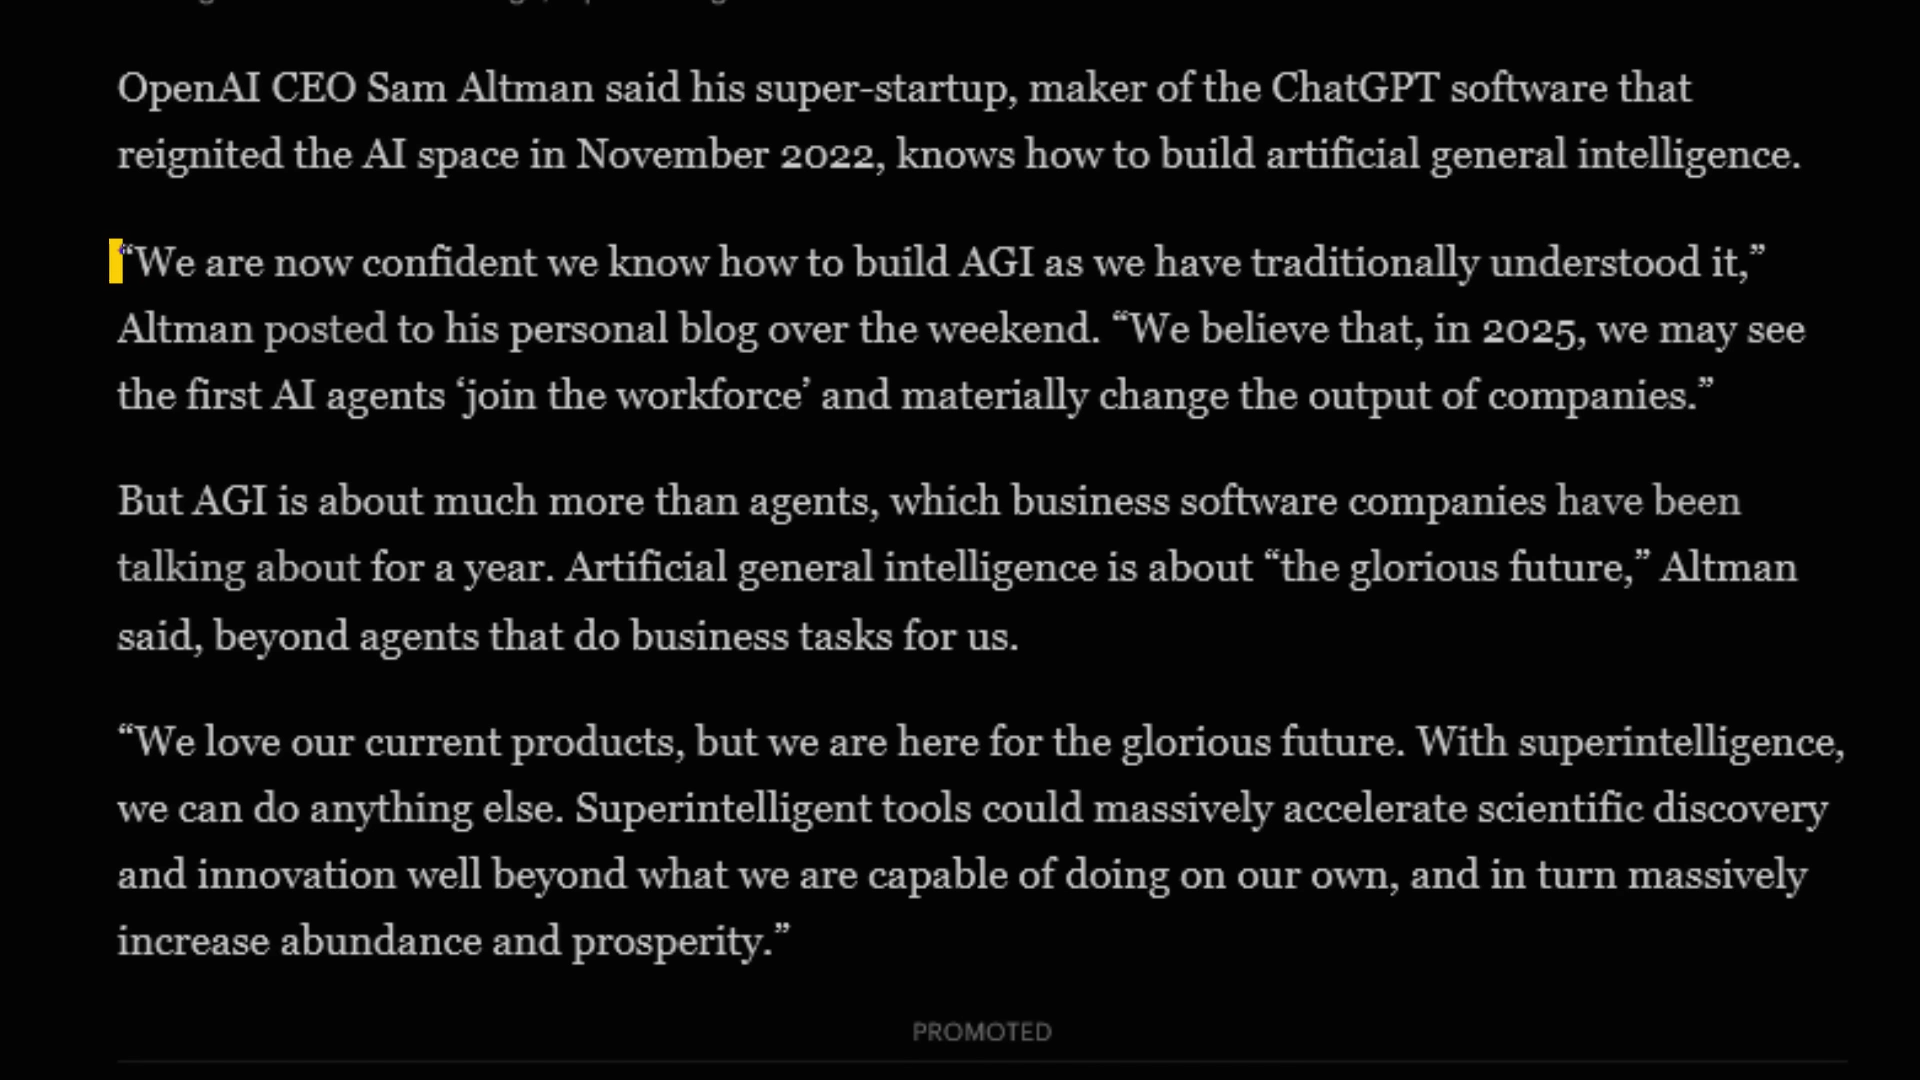 OpenAI CEO Sam Altman said his super-startup, maker of the ChatGPT software that
reignited the AI space in November 2022, knows how to build artificial general intelligence.
“We are now confident we know how to build AGI as we have traditionally understood it,”
Altman posted to his personal blog over the weekend. “We believe that, in 2025, we may see
the first AI agents ‘join the workforce’ and materially change the output of companies.”
But AGI is about much more than agents, which business software companies have been
talking about for a year. Artificial general intelligence is about “the glorious future,” Altman
said, beyond agents that do business tasks for us.
“We love our current products, but we are here for the glorious future. With superintelligence,
we can do anything else. Superintelligent tools could massively accelerate scientific discovery
and innovation well beyond what we are capable of doing on our own, and in turn massively
increase abundance and prosperity.”
PROMOTED